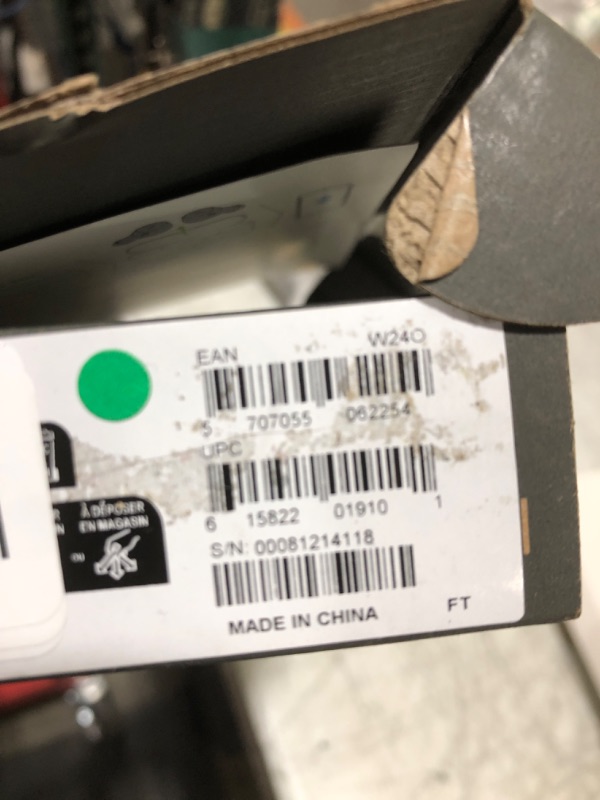 EAN
W24O
5 707055 062254
UPC
6 15822 01910 1
À DÉPOSER
EN MAGASIN
OU
S/N: 00081214118
MADE IN CHINA
FT